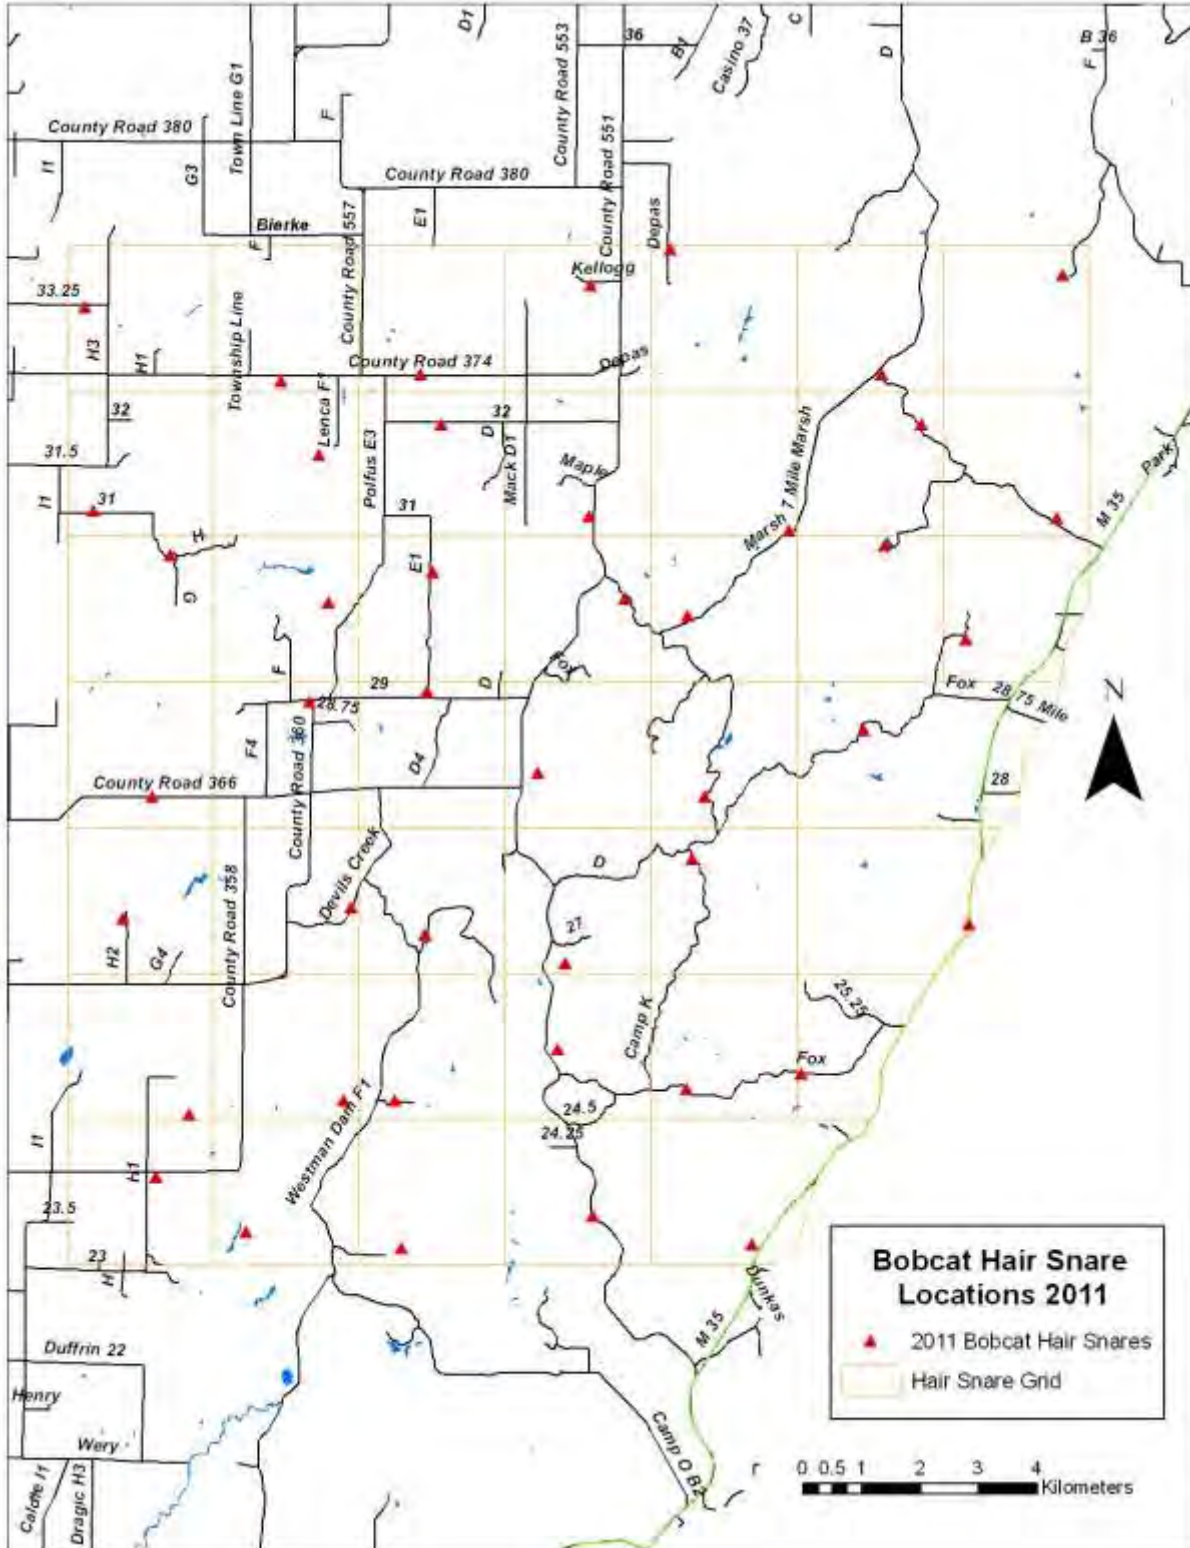 D1
36
B1
Casino 37
C
D
B 36
F
County Road 553
Town Line G1
F
County Road 380
I1
G3
County Road 551
County Road 380
E1
Depas
Bierke
F
County Road 557
Kellogg
33.25
H3
H1
Township Line
County Road 374
Depas
Lenca F1
32
32
D
Mack D1
Maple
31.5
I1
31
H
G
Polfus E3
31
E1
Marsh 7 Mile Marsh
Park
M 35
Fox
F
29
D
28.75
Fox
28.75 Mile
F4
County Road 360
D4
County Road 366
28
N
Devils Creek
D
27
County Road 358
H2
G4
Camp K
25.25
Fox
24.5
24.25
Westman Dam F1
I1
H1
23.5
23
H
Dunkas
M 35
Duffrin 22
Henry
Wery
Caldie I1
Dragic H3
Camp O B2
Bobcat Hair Snare
Locations 2011
2011 Bobcat Hair Snares
Hair Snare Grid
0 0.5 1 2 3 4
Kilometers